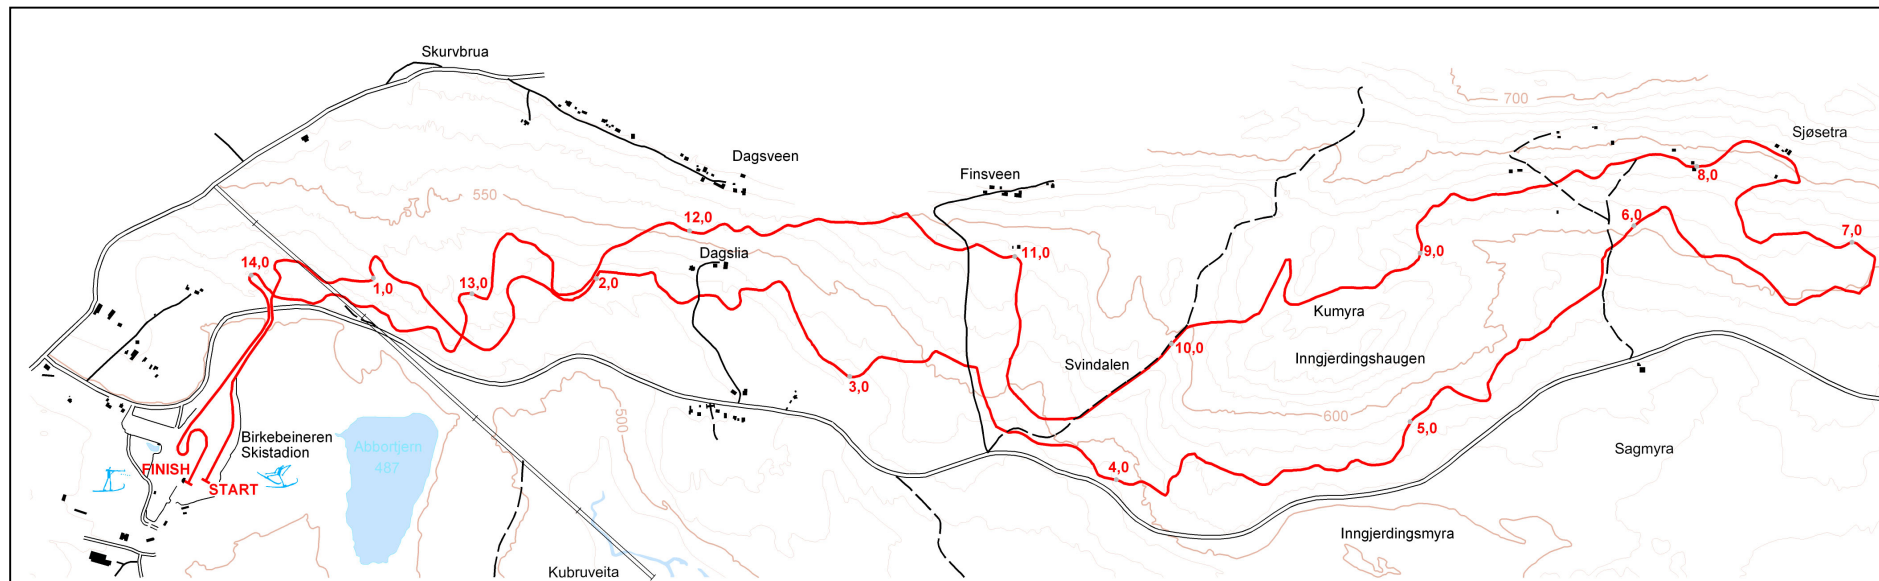 Skurvbrua
700
Sjøsetra
Dagsveen
Finsveen
8,0
550
12,0
6,0
7,0
Dagslia
11,0
9,0
14,0
1,0
13,0
2,0
Kumyra
10,0
Inngjerdingshaugen
Svindalen
3,0
600
500
5,0
Birkebeineren
Skistadion
Abbortjern
487
Sagmyra
FINISH
4,0
START
Inngjerdingsmyra
Kubruveita